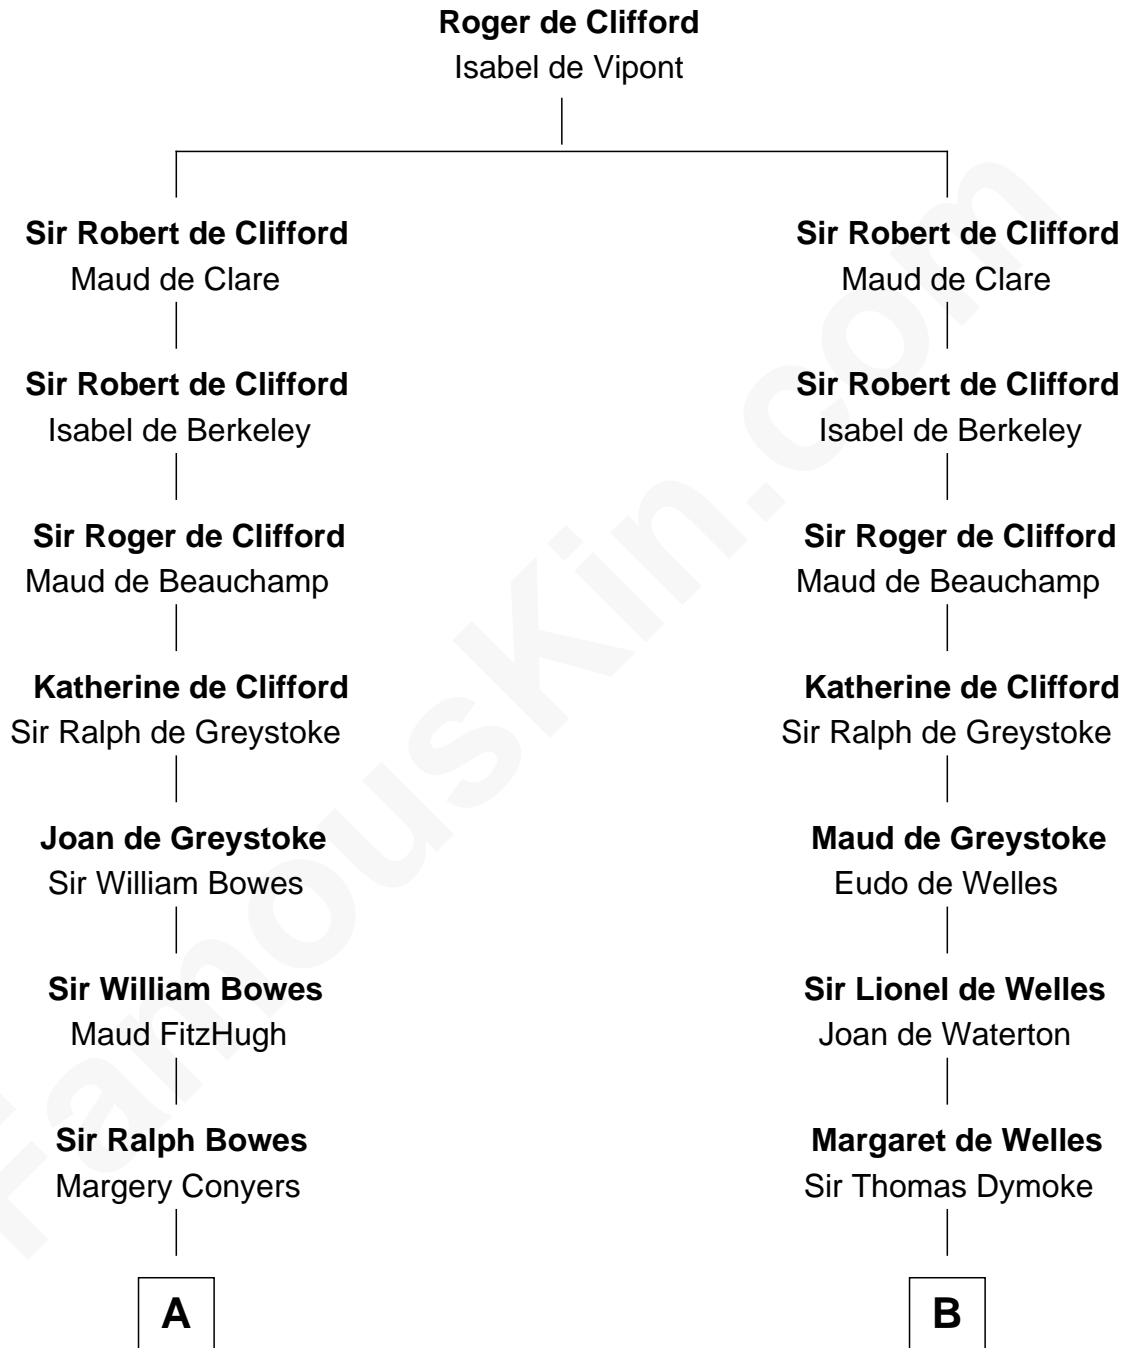 Roger de Clifford
Isabel de Vipont
Sir Robert de Clifford
Maud de Clare
Sir Robert de Clifford
Isabel de Berkeley
Sir Roger de Clifford
Maud de Beauchamp
Katherine de Clifford
Sir Ralph de Greystoke
Joan de Greystoke
Sir William Bowes
Sir William Bowes
Maud FitzHugh
Sir Ralph Bowes
Margery Conyers
A
Sir Robert de Clifford
Maud de Clare
Sir Robert de Clifford
Isabel de Berkeley
Sir Roger de Clifford
Maud de Beauchamp
Katherine de Clifford
Sir Ralph de Greystoke
Maud de Greystoke
Eudo de Welles
Sir Lionel de Welles
Joan de Waterton
Margaret de Welles
Sir Thomas Dymoke
B
FamousKin.com